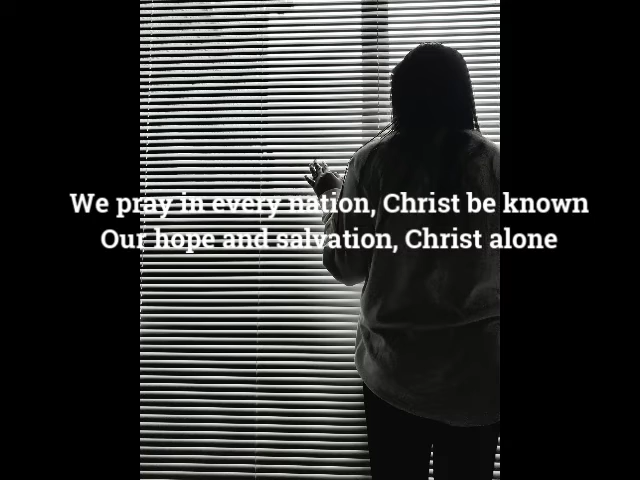 We pray in every nation, Christ be known
Our hope and salvation, Christ alone